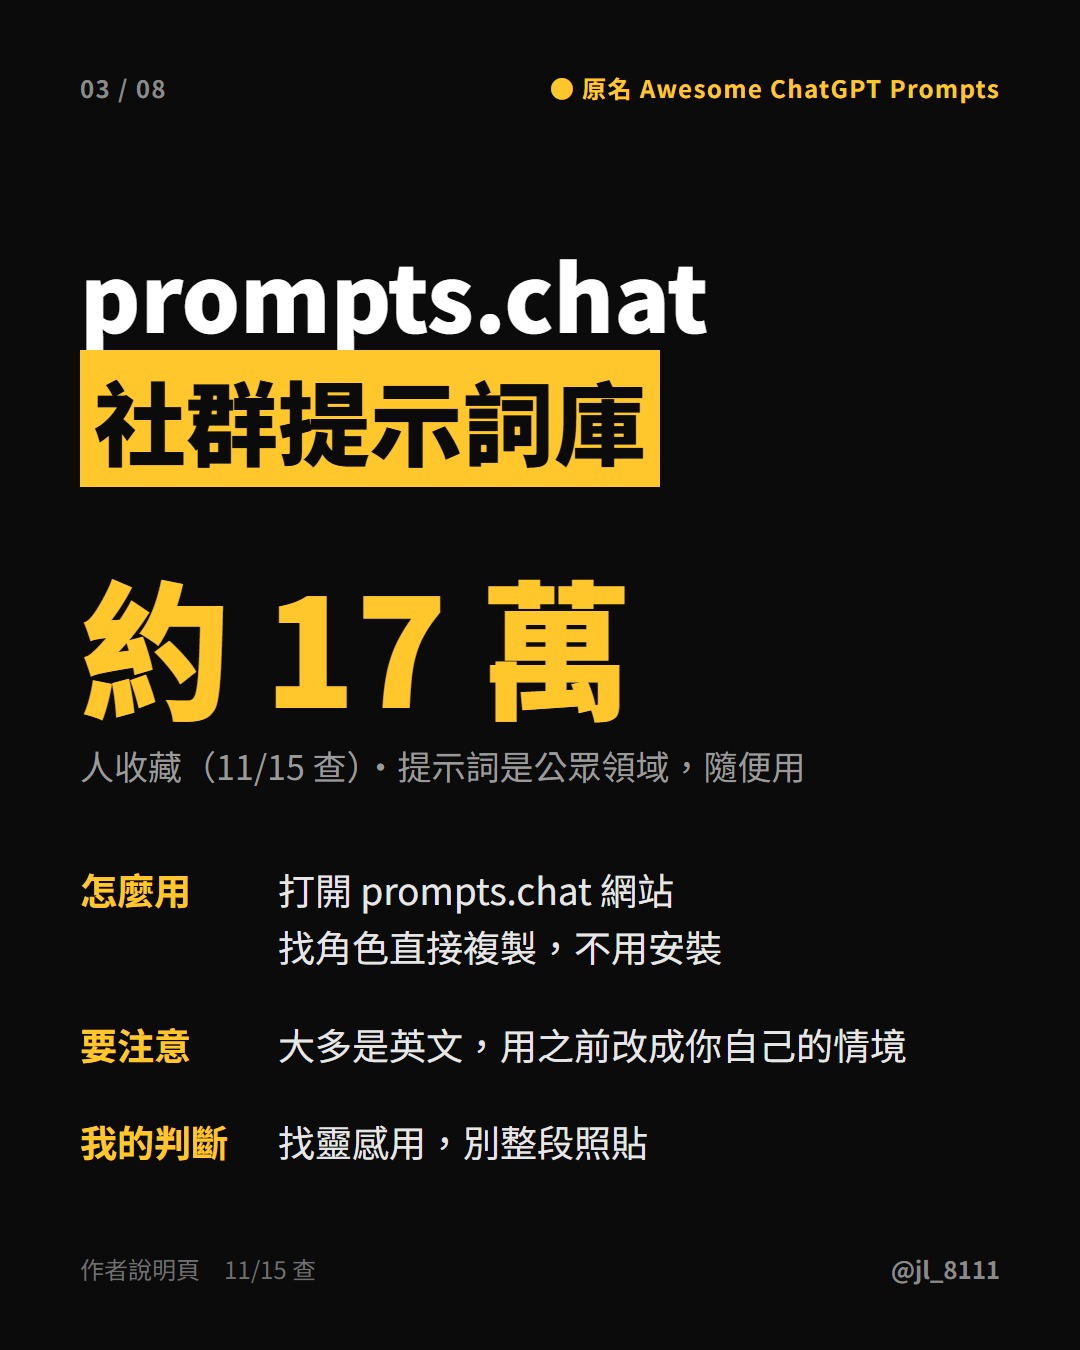 03 / 08
原名 Awesome ChatGPT Prompts
prompts.chat
社群提示詞庫
約 17 萬
人收藏（11/15 查）・提示詞是公眾領域，隨便用
怎麼用
打開 prompts.chat 網站
找角色直接複製，不用安裝
要注意
大多是英文，用之前改成你自己的情境
我的判斷
找靈感用，別整段照貼
作者說明頁　11/15 查
@jl_8111